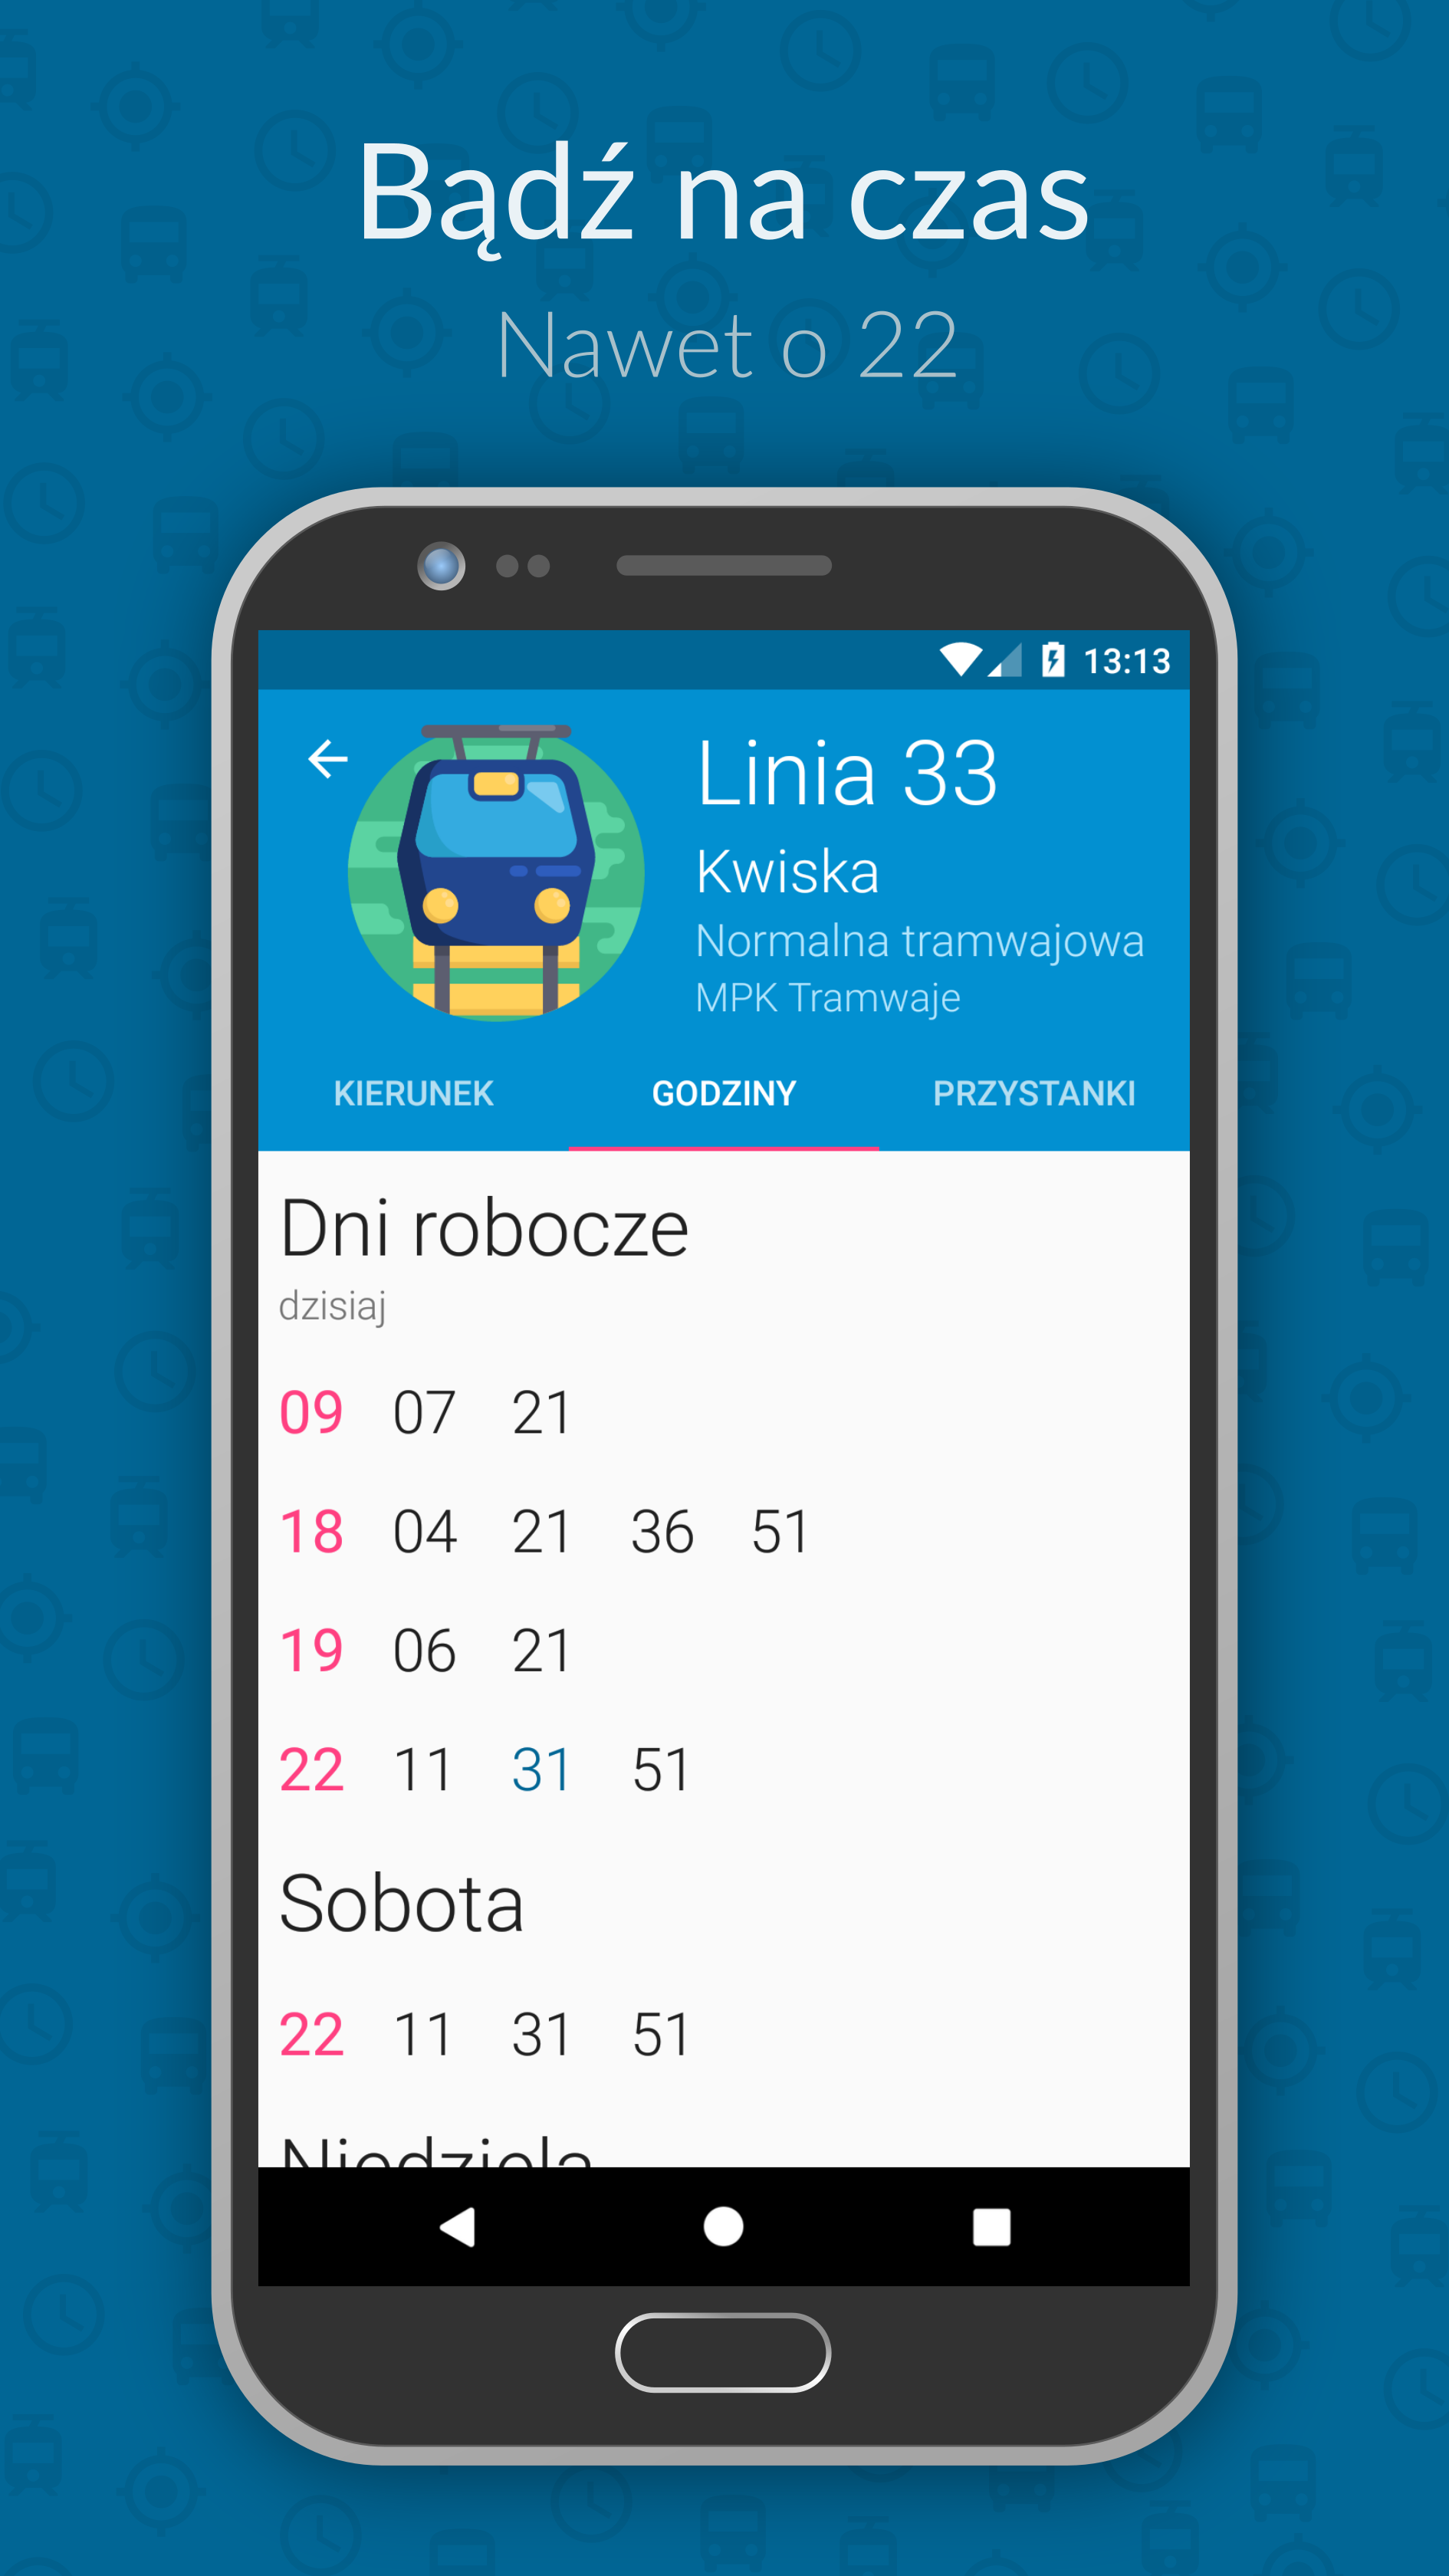 Bądź na czas
Nawet o 22
13:13
Linia 33
Kwiska
Normalna tramwajowa
MPK Tramwaje
KIERUNEK GODZINY PRZYSTANKI
Dni robocze
dzisiaj
09 07 21
18 04 21 36 51
19 06 21
22 11 31 51
Sobota
22 11 31 51
Niedziela